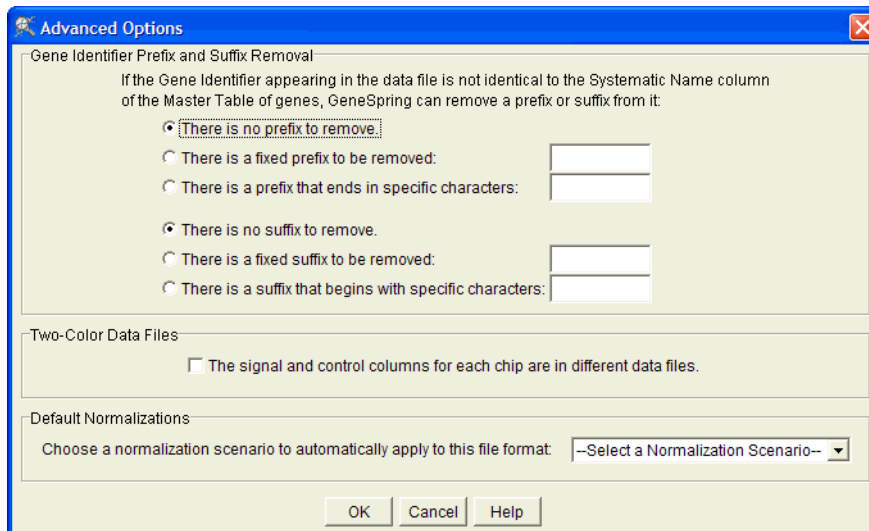 Advanced Options
Gene Identifier Prefix and Suffix Removal
If the Gene Identifier appearing in the data file is not identical to the Systematic Name column
of the Master Table of genes, GeneSpring can remove a prefix or suffix from it:
There is no prefix to remove.
There is a fixed prefix to be removed:
There is a prefix that ends in specific characters:
There is no suffix to remove.
There is a fixed suffix to be removed:
There is a suffix that begins with specific characters:
Two-Color Data Files
The signal and control columns for each chip are in different data files.
Default Normalizations
Choose a normalization scenario to automatically apply to this file format: --Select a Normalization Scenario--
OK Cancel Help